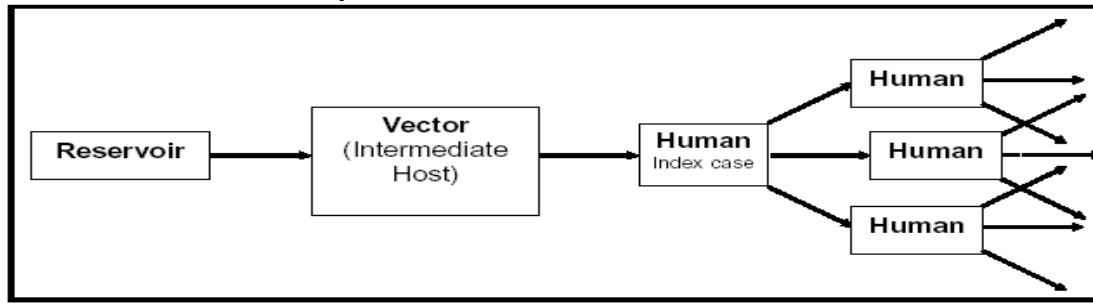 Reservoir
Vector
(Intermediate
Host)
Human
Index case
Human
Human
Human